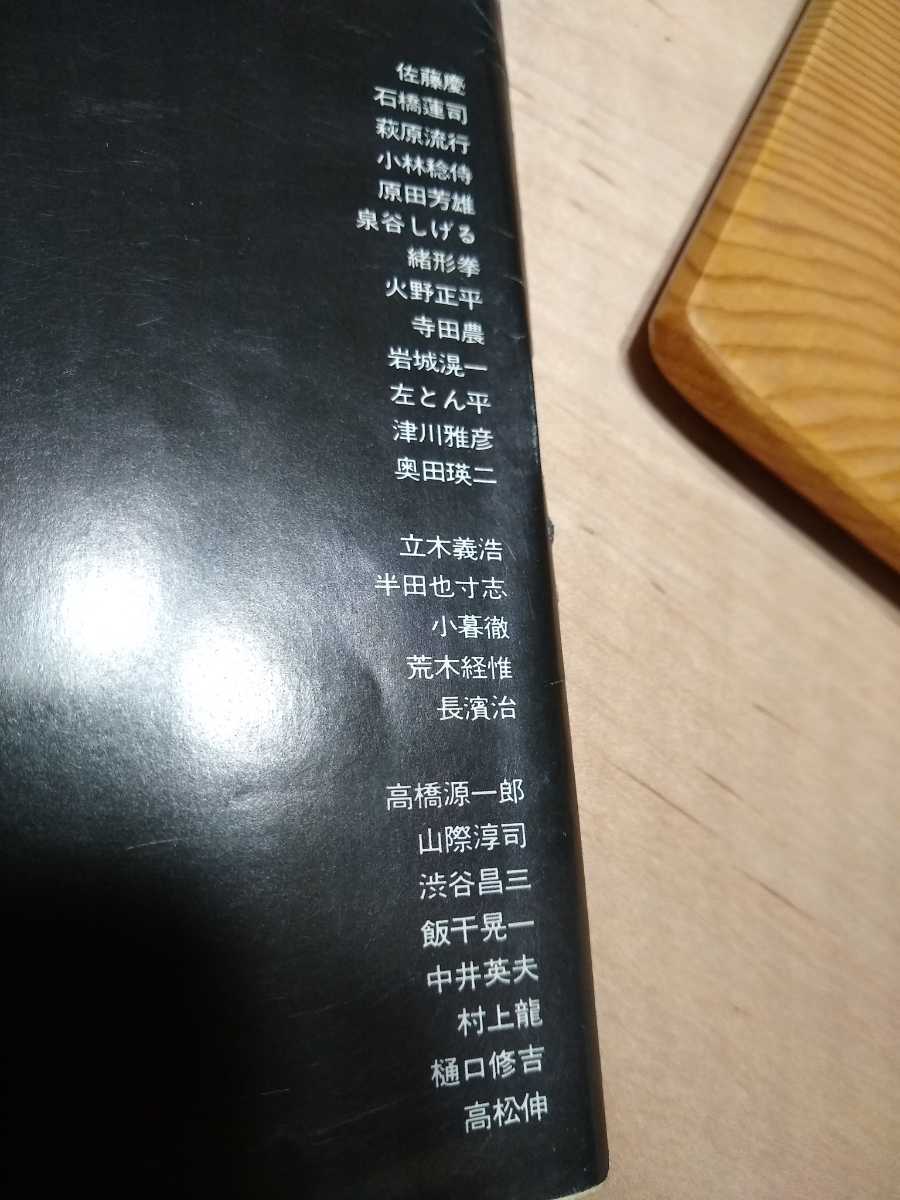 佐藤慶
石橋蓮司
萩原流行
小林稔侍
原田芳雄
泉谷しげる
緒形拳
火野正平
寺田農
岩城滉一
左とん平
津川雅彦
奥田瑛二
立木義浩
半田也寸志
小暮徹
荒木経惟
長濱治
高橋源一郎
山際淳司
渋谷昌三
飯干晃一
中井英夫
村上龍
樋口修吉
高松伸